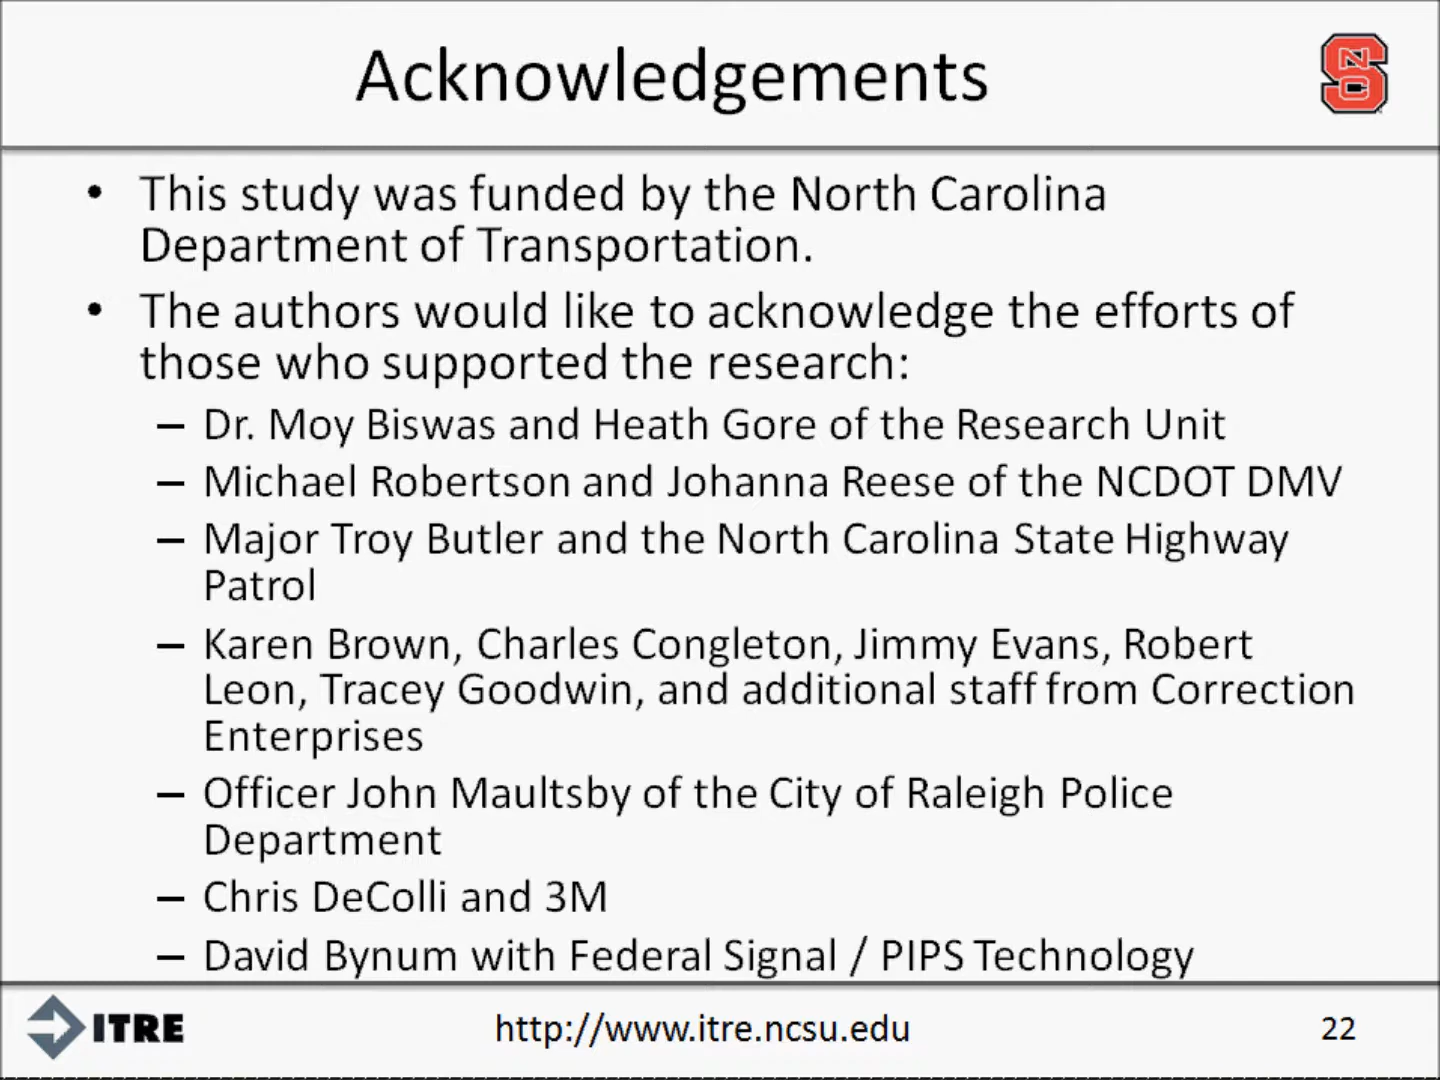 Acknowledgements
NC
S
• This study was funded by the North Carolina
Department of Transportation.
• The authors would like to acknowledge the efforts of
those who supported the research:
– Dr. Moy Biswas and Heath Gore of the Research Unit
– Michael Robertson and Johanna Reese of the NCDOT DMV
– Major Troy Butler and the North Carolina State Highway
Patrol
– Karen Brown, Charles Congleton, Jimmy Evans, Robert
Leon, Tracey Goodwin, and additional staff from Correction
Enterprises
– Officer John Maultsby of the City of Raleigh Police
Department
– Chris DeColli and 3M
– David Bynum with Federal Signal / PIPS Technology
ITRE
http://www.itre.ncsu.edu
22